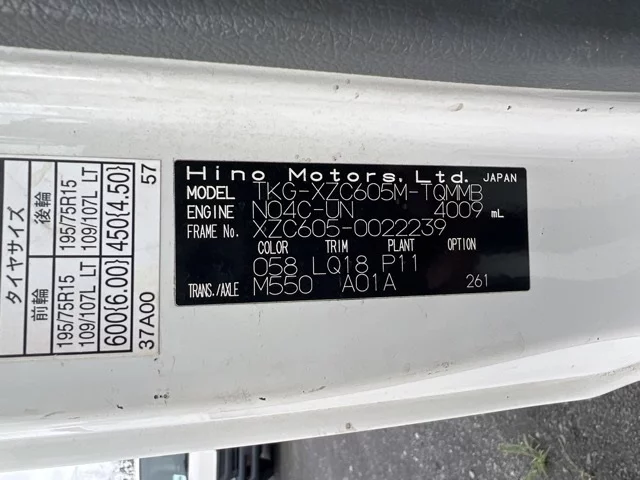 Hino Motors, Ltd. JAPAN
MODEL TKG-XZC605M-TQMMB
ENGINE N04C-UN 4009 mL
FRAME No. XZC605-0022239
COLOR TRIM PLANT OPTION
058 LQ18 P11
TRANS./AXLE M550 A01A 261
タイヤサイズ
前輪 後輪
195/75R15 195/75R15
109/107L LT 109/107L LT
600{6.00} 450{4.50}
37A00 57